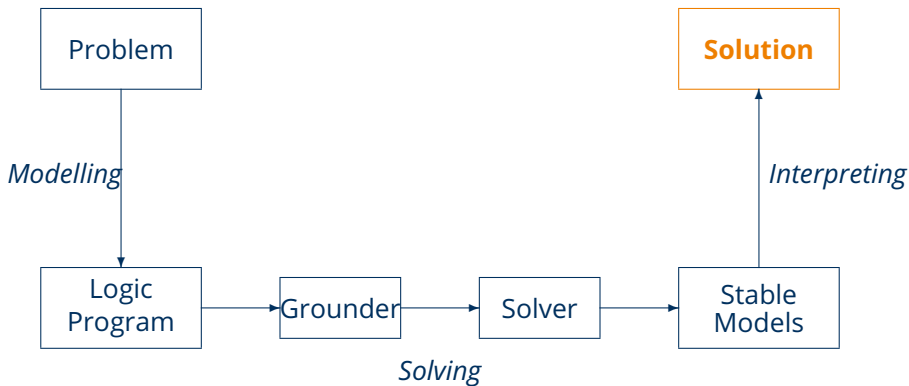 Problem
Solution
Modelling
Interpreting
Logic
Program
Grounder
Solver
Stable
Models
Solving